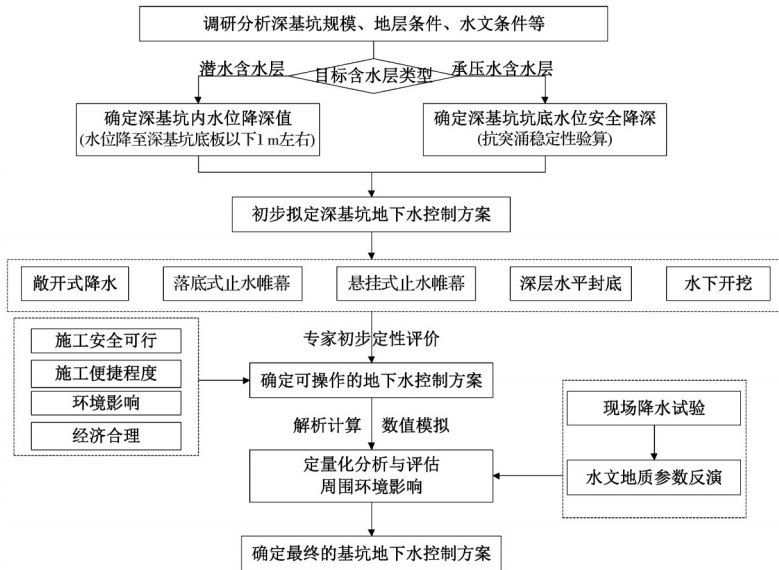 调研分析深基坑规模、地层条件、水文条件等
潜水含水层
目标含水层类型
承压水含水层
确定深基坑内水位降深值
(水位降至深基坑底板以下1 m左右)
确定深基坑坑底水位安全降深
(抗突涌稳定性验算)
初步拟定深基坑地下水控制方案
敞开式降水
落底式止水帷幕
悬挂式止水帷幕
深层水平封底
水下开挖
专家初步定性评价
施工安全可行
施工便捷程度
环境影响
经济合理
确定可操作的地下水控制方案
解析计算
数值模拟
现场降水试验
水文地质参数反演
定量化分析与评估
周围环境影响
确定最终的基坑地下水控制方案